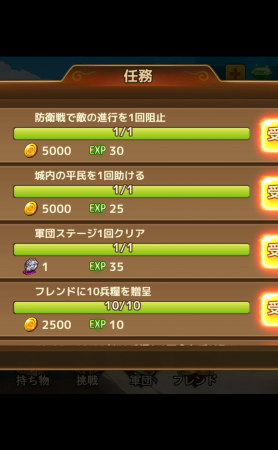 任務
防衛戦で敵の進行を1回阻止
1/1
5000 EXP 30
受
城内の平民を1回助ける
1/1
5000 EXP 25
受
軍団ステージ1回クリア
1/1
1 EXP 35
受
フレンドに10兵糧を贈呈
10/10
2500 EXP 10
受
持ち物 挑戦 軍団 フレンド